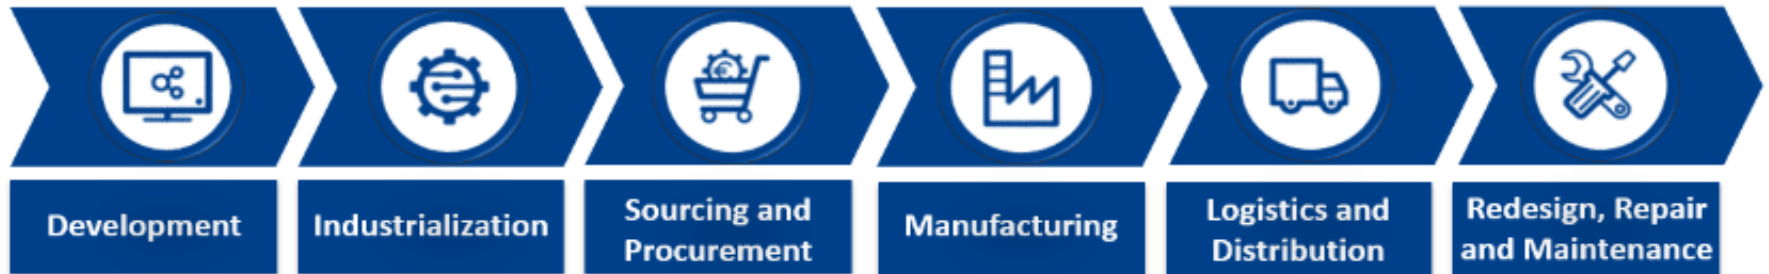 Development
Industrialization
Sourcing and
Procurement
Manufacturing
Logistics and
Distribution
Redesign, Repair
and Maintenance